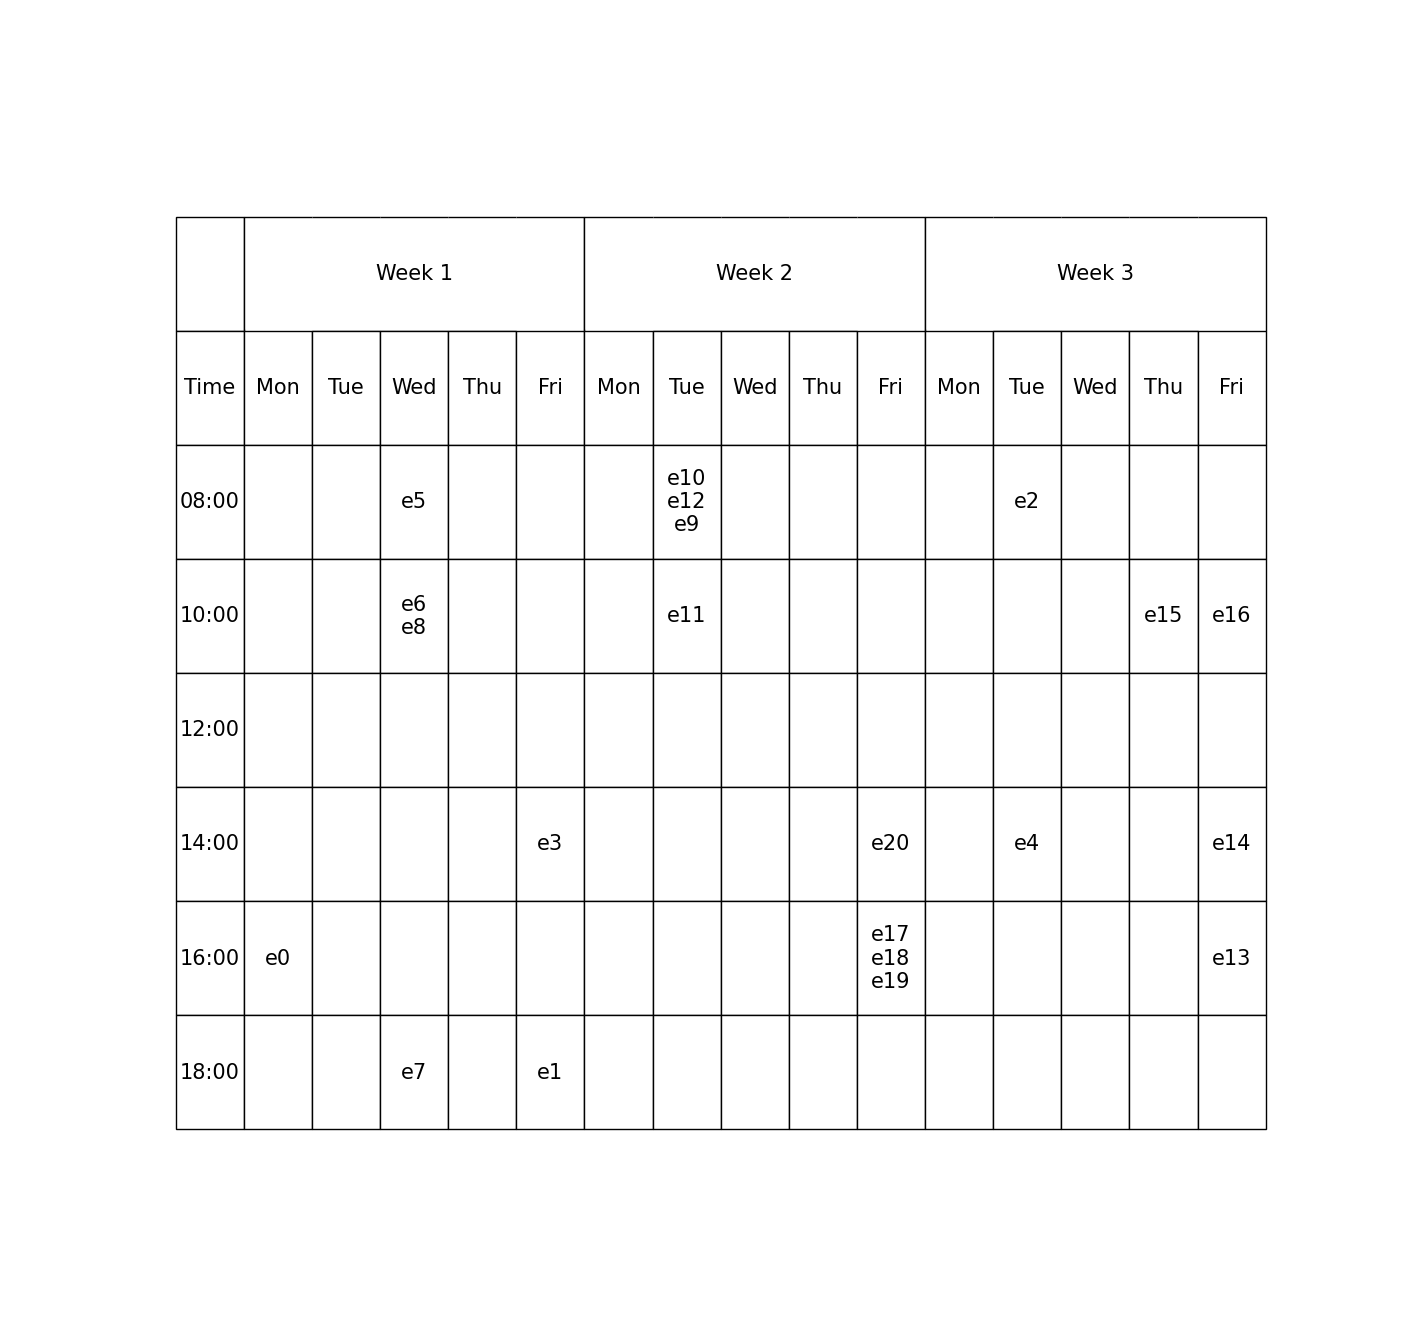 Week 1 Week 2 Week 3
Time Mon Tue Wed Thu Fri Mon Tue Wed Thu Fri Mon Tue Wed Thu Fri
e10
08:00 e5 e12 e2
e9
e6
10:00 e11 e15 e16
e8
12:00
14:00 e3 e20 e4 e14
e17
16:00 e0 e18 e13
e19
18:00 e7 e1